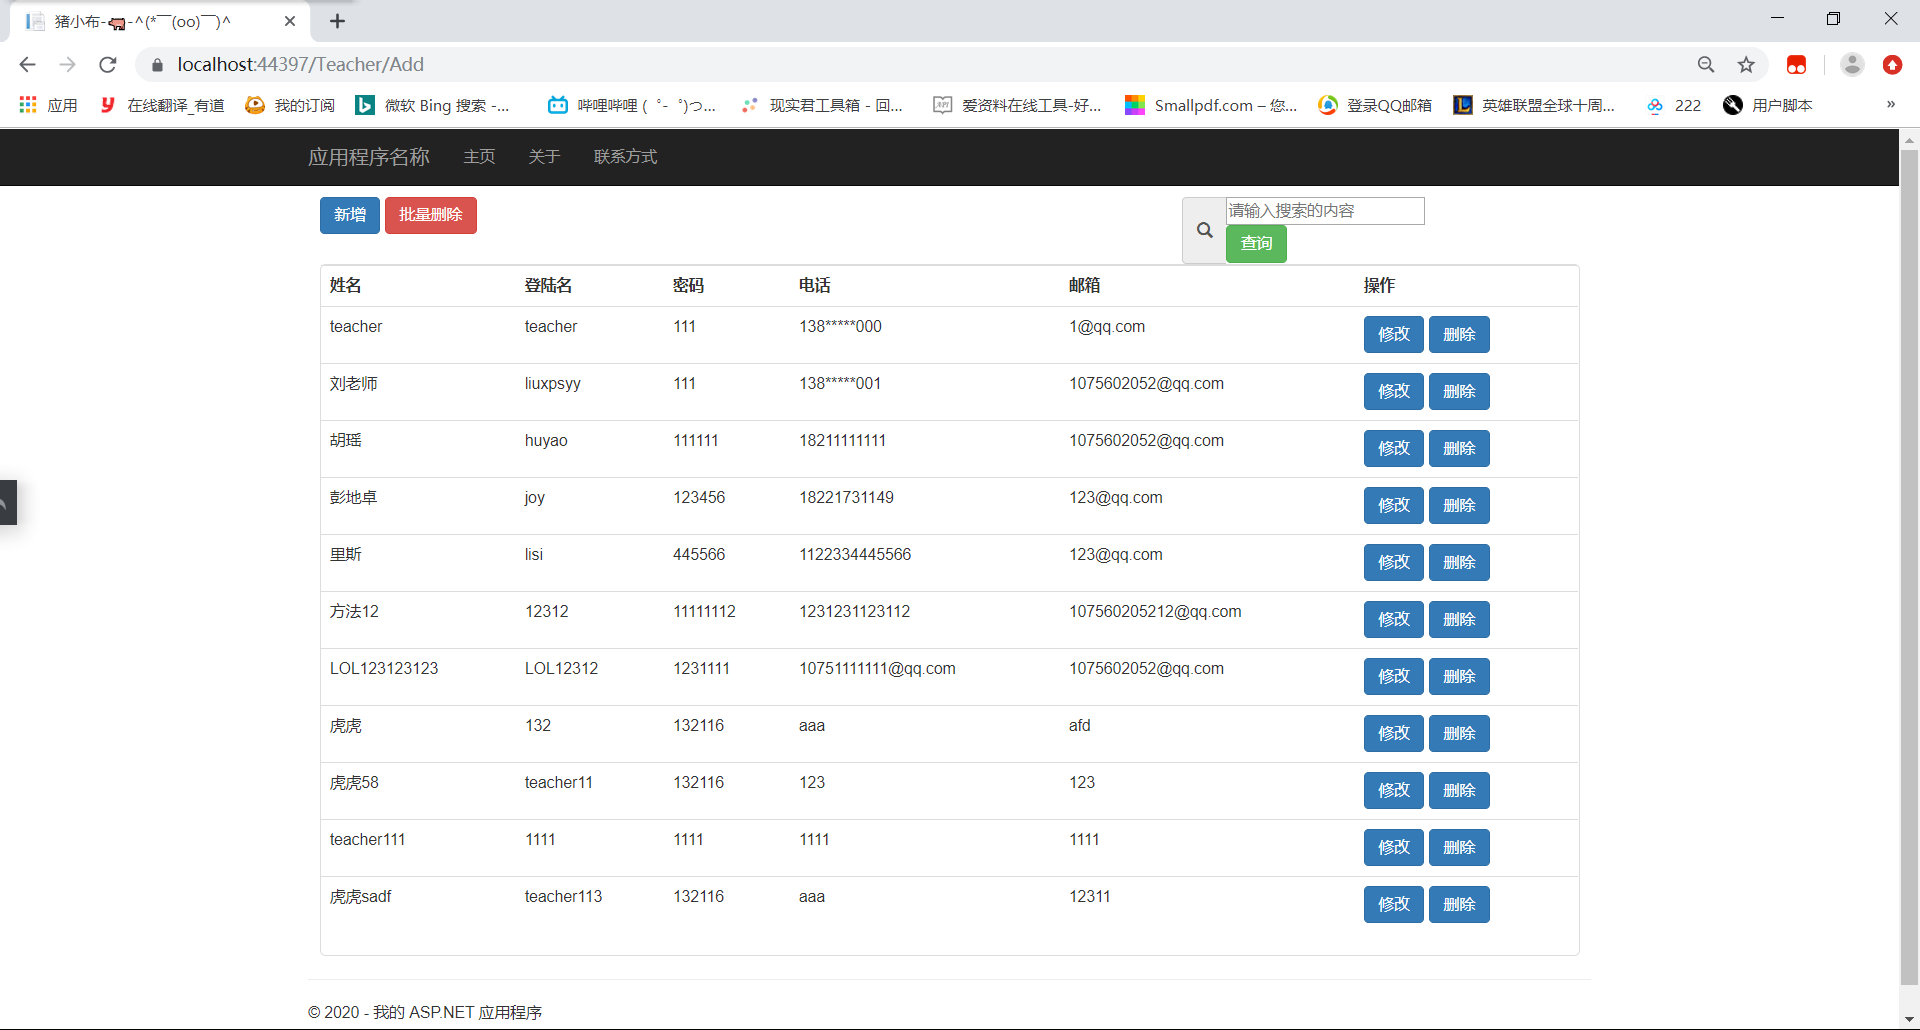 猪小布-🐖-^(*￣(oo)￣)^
localhost:44397/Teacher/Add
应用 在线翻译_有道 我的订阅 微软 Bing 搜索 -... 哔哩哔哩 (゜-゜)つ... 现实君工具箱 - 回... 爱资料在线工具-好... Smallpdf.com – 您... 登录QQ邮箱 英雄联盟全球十周... 222 用户脚本 »
应用程序名称 主页 关于 联系方式
新增 批量删除 请输入搜索的内容
查询
姓名 登陆名 密码 电话 邮箱 操作
teacher teacher 111 138*****000 1@qq.com 修改 删除
刘老师 liuxpsyy 111 138*****001 1075602052@qq.com 修改 删除
胡瑶 huyao 111111 18211111111 1075602052@qq.com 修改 删除
彭地卓 joy 123456 18221731149 123@qq.com 修改 删除
里斯 lisi 445566 1122334445566 123@qq.com 修改 删除
方法12 12312 11111112 1231231123112 107560205212@qq.com 修改 删除
LOL123123123 LOL12312 1231111 10751111111@qq.com 1075602052@qq.com 修改 删除
虎虎 132 132116 aaa afd 修改 删除
虎虎58 teacher11 132116 123 123 修改 删除
teacher111 1111 1111 1111 1111 修改 删除
虎虎sadf teacher113 132116 aaa 12311 修改 删除
© 2020 - 我的 ASP.NET 应用程序